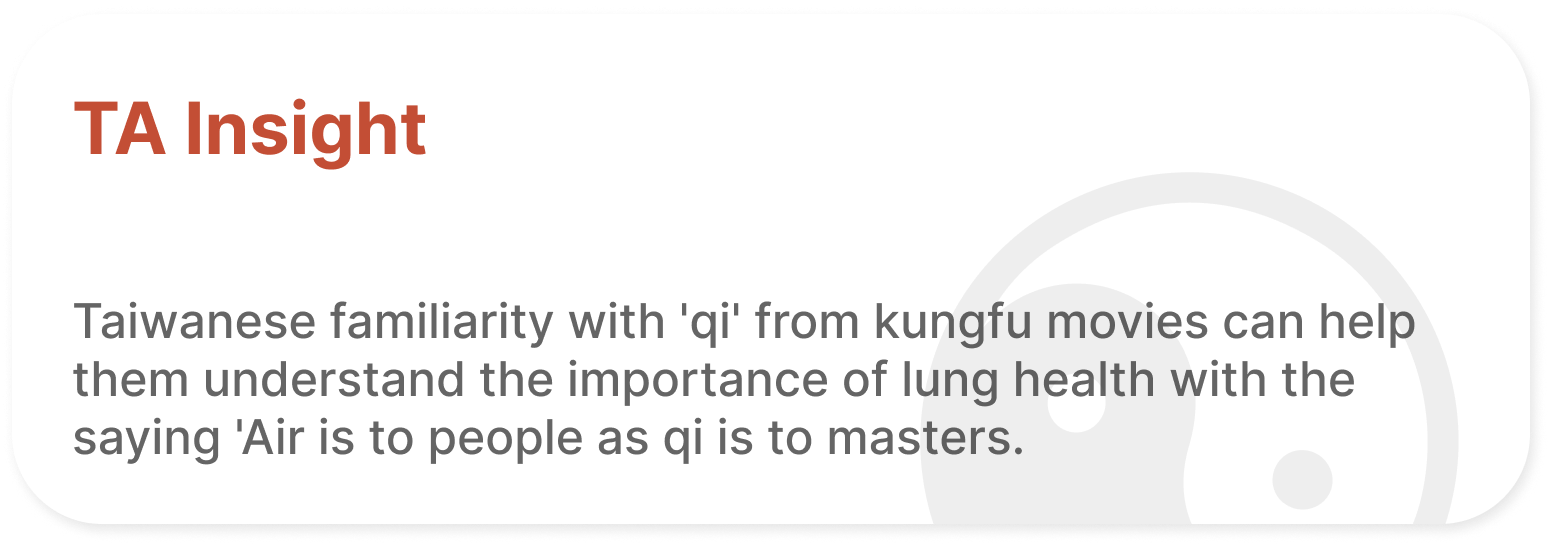 TA Insight
Taiwanese familiarity with 'qi' from kungfu movies can help
them understand the importance of lung health with the
saying 'Air is to people as qi is to masters.